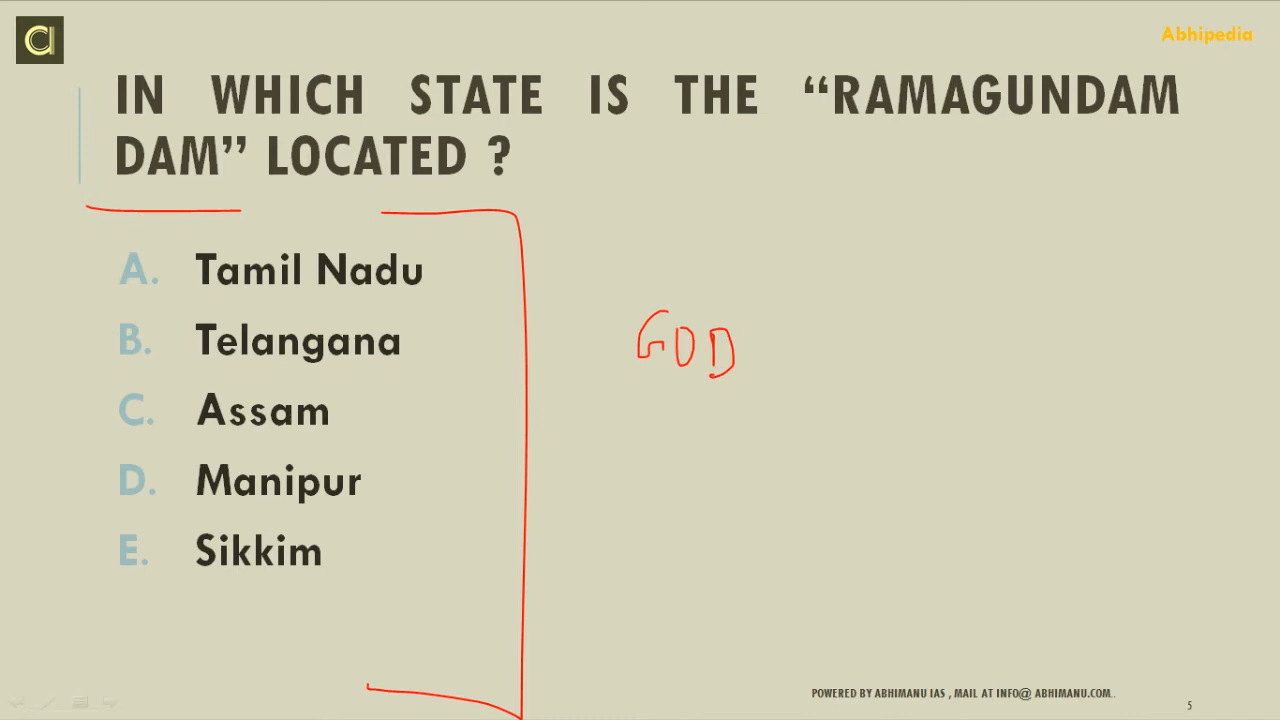 Abhipedia
IN WHICH STATE IS THE “RAMAGUNDAM
DAM” LOCATED ?
A. Tamil Nadu
B. Telangana
C. Assam
D. Manipur
E. Sikkim
GOD
POWERED BY ABHIMANU IAS , MAIL AT INFO@ ABHIMANU.COM..
5